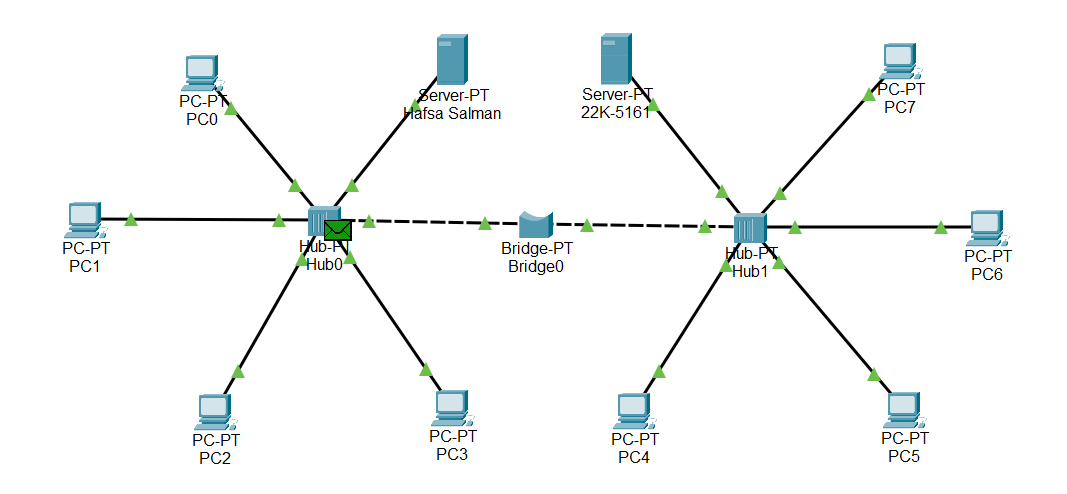 PC-PT
PC0
Server-PT
Hafsa Salman
Server-PT
22K-5161
PC-PT
PC7
PC-PT
PC1
Hub-PT
Hub0
Bridge-PT
Bridge0
Hub-PT
Hub1
PC-PT
PC6
PC-PT
PC2
PC-PT
PC3
PC-PT
PC4
PC-PT
PC5